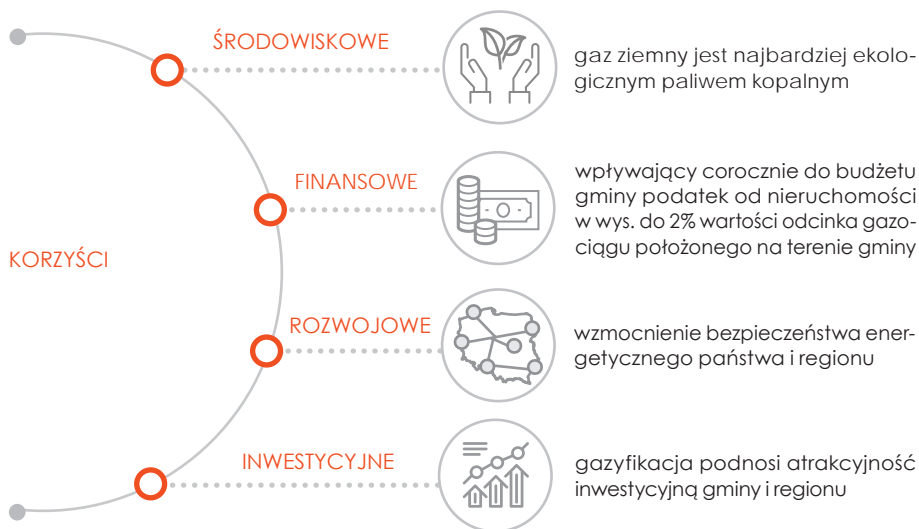 KORZYŚCI
ŚRODOWISKOWE
gaz ziemny jest najbardziej ekolo-
gicznym paliwem kopalnym
FINANSOWE
wpływający corocznie do budżetu
gminy podatek od nieruchomości
w wys. do 2% wartości odcinka gazo-
ciągu położonego na terenie gminy
ROZWOJOWE
wzmocnienie bezpieczeństwa ener-
getycznego państwa i regionu
INWESTYCYJNE
gazyfikacja podnosi atrakcyjność
inwestycyjną gminy i regionu